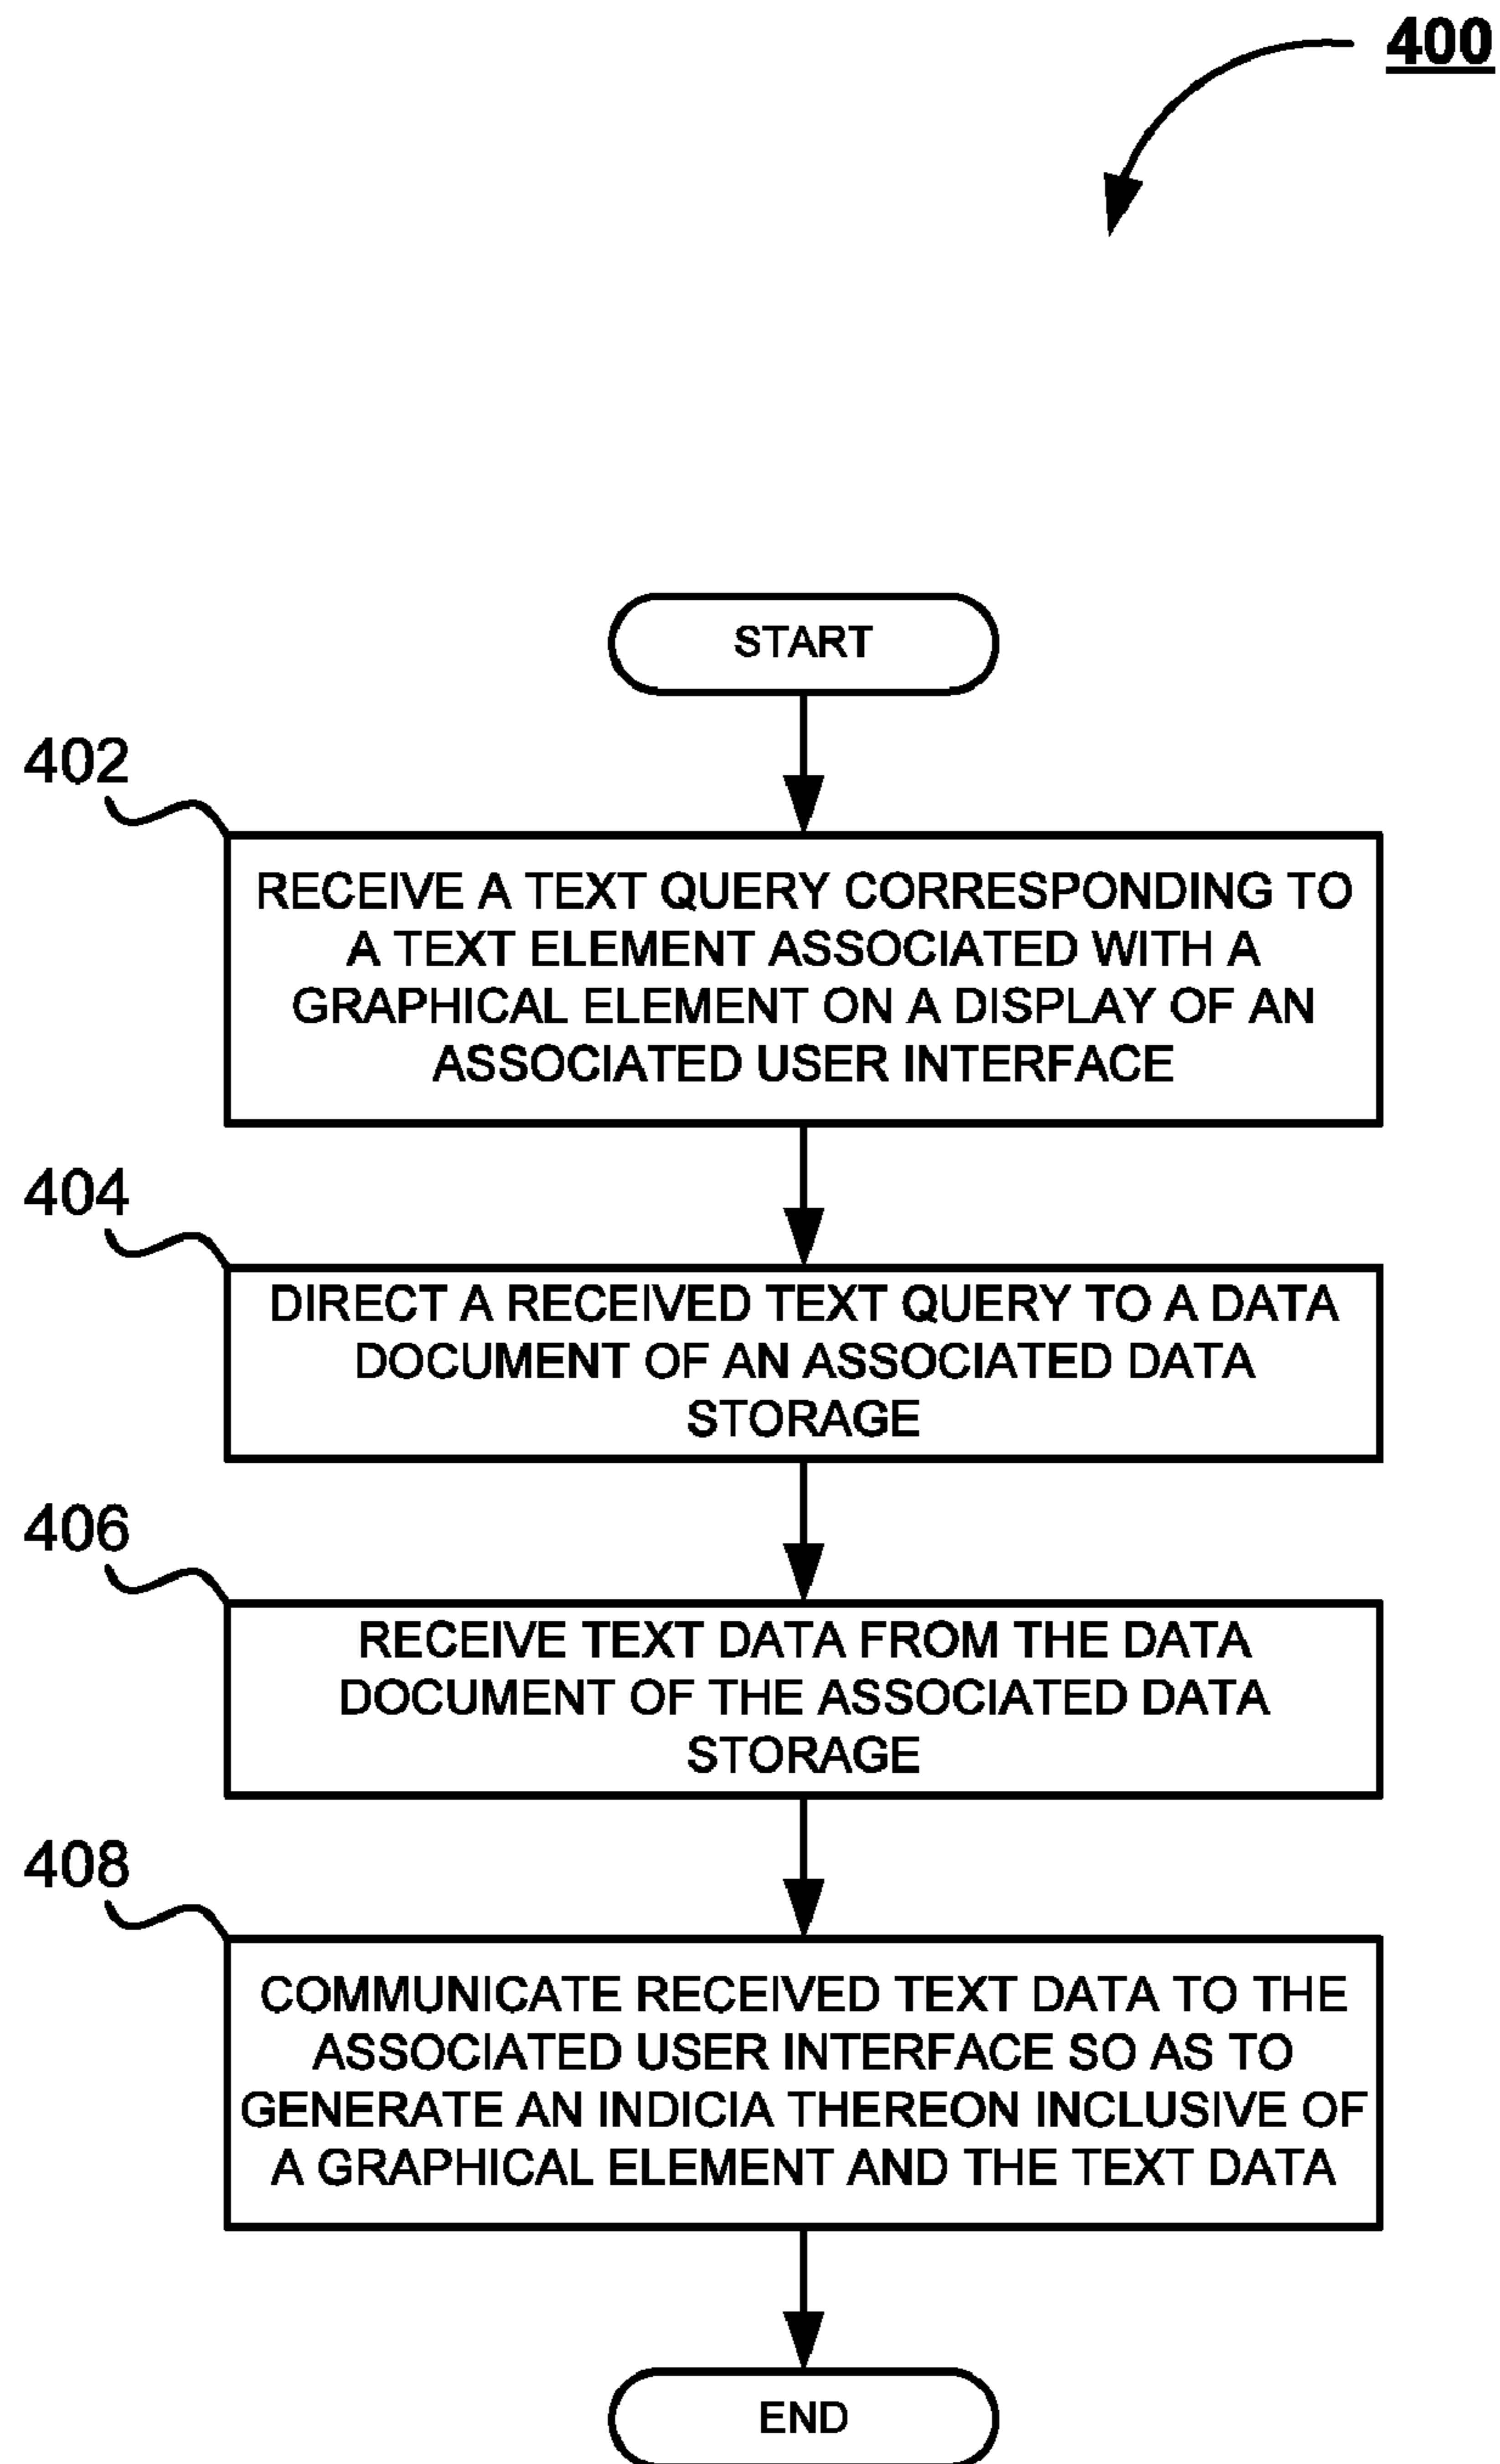 400
START
402
RECEIVE A TEXT QUERY CORRESPONDING TO
A TEXT ELEMENT ASSOCIATED WITH A
GRAPHICAL ELEMENT ON A DISPLAY OF AN
ASSOCIATED USER INTERFACE
404
DIRECT A RECEIVED TEXT QUERY TO A DATA
DOCUMENT OF AN ASSOCIATED DATA
STORAGE
406
RECEIVE TEXT DATA FROM THE DATA
DOCUMENT OF THE ASSOCIATED DATA
STORAGE
408
COMMUNICATE RECEIVED TEXT DATA TO THE
ASSOCIATED USER INTERFACE SO AS TO
GENERATE AN INDICIA THEREON INCLUSIVE OF
A GRAPHICAL ELEMENT AND THE TEXT DATA
END